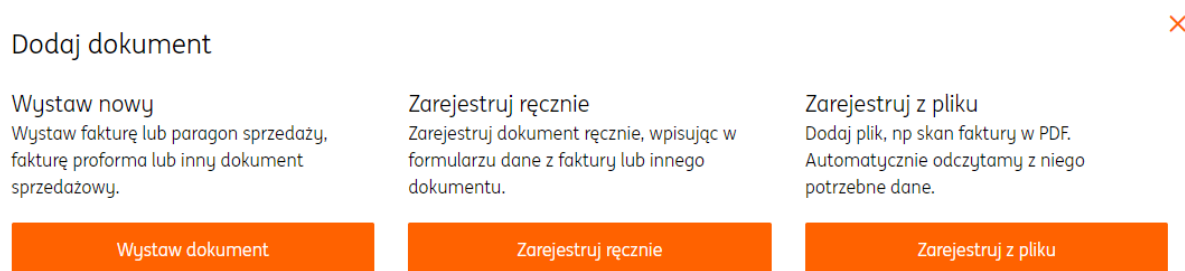 Dodaj dokument
Wystaw nowy
Wystaw fakturę lub paragon sprzedaży,
fakturę proforma lub inny dokument
sprzedażowy.
Wystaw dokument
Zarejestruj ręcznie
Zarejestruj dokument ręcznie, wpisując w
formularzu dane z faktury lub innego
dokumentu.
Zarejestruj ręcznie
Zarejestruj z pliku
Dodaj plik, np skan faktury w PDF.
Automatycznie odczytamy z niego
potrzebne dane.
Zarejestruj z pliku